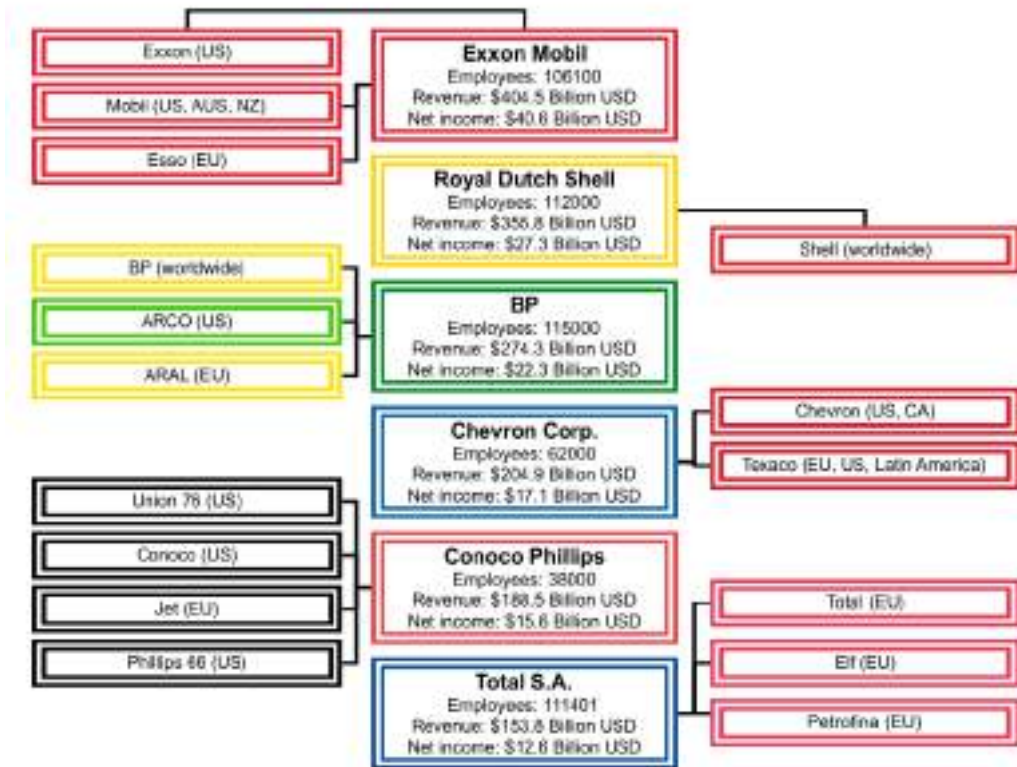 Exxon (US)
Mobil (US, AUS, NZ)
Esso (EU)
Exxon Mobil
Employees: 106100
Revenue: $404.5 Billion USD
Net income: $40.6 Billion USD
Royal Dutch Shell
Employees: 112000
Revenue: $355.8 Billion USD
Net income: $27.3 Billion USD
Shell (worldwide)
BP (worldwide)
ARCO (US)
ARAL (EU)
BP
Employees: 115000
Revenue: $274.3 Billion USD
Net income: $22.3 Billion USD
Chevron Corp.
Employees: 62000
Revenue: $204.9 Billion USD
Net income: $17.1 Billion USD
Chevron (US, CA)
Texaco (EU, US, Latin America)
Union 76 (US)
Conoco (US)
Jet (EU)
Phillips 66 (US)
Conoco Phillips
Employees: 38000
Revenue: $188.5 Billion USD
Net income: $15.6 Billion USD
Total S.A.
Employees: 111401
Revenue: $153.8 Billion USD
Net income: $12.6 Billion USD
Total (EU)
Elf (EU)
Petrofina (EU)